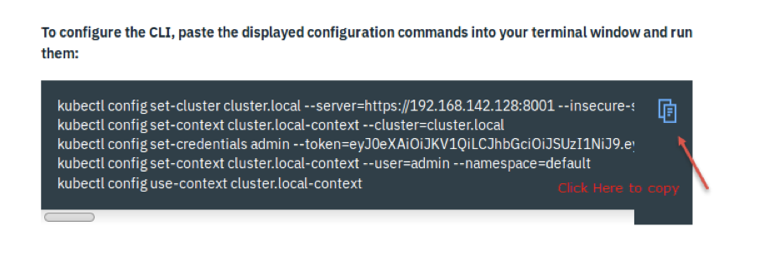 To configure the CLI, paste the displayed configuration commands into your terminal window and run
them:
kubectl config set-cluster cluster.local --server=https://192.168.142.128:8001 --insecure-s
kubectl config set-context cluster.local-context --cluster=cluster.local
kubectl config set-credentials admin --token=eyJ0eXAiOiJKV1QiLCJhbGciOiJSUzI1NiJ9.ey
kubectl config set-context cluster.local-context --user=admin --namespace=default
kubectl config use-context cluster.local-context
Click Here to copy